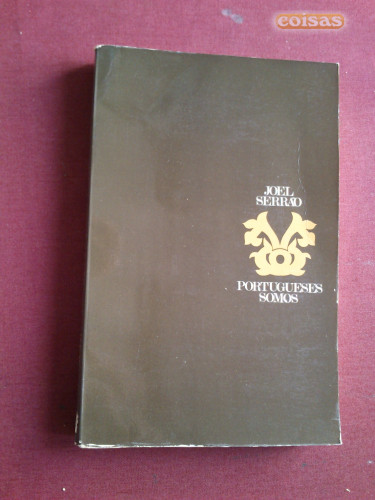 coisas
JOEL
SERRÃO
PORTUGUESES
SOMOS